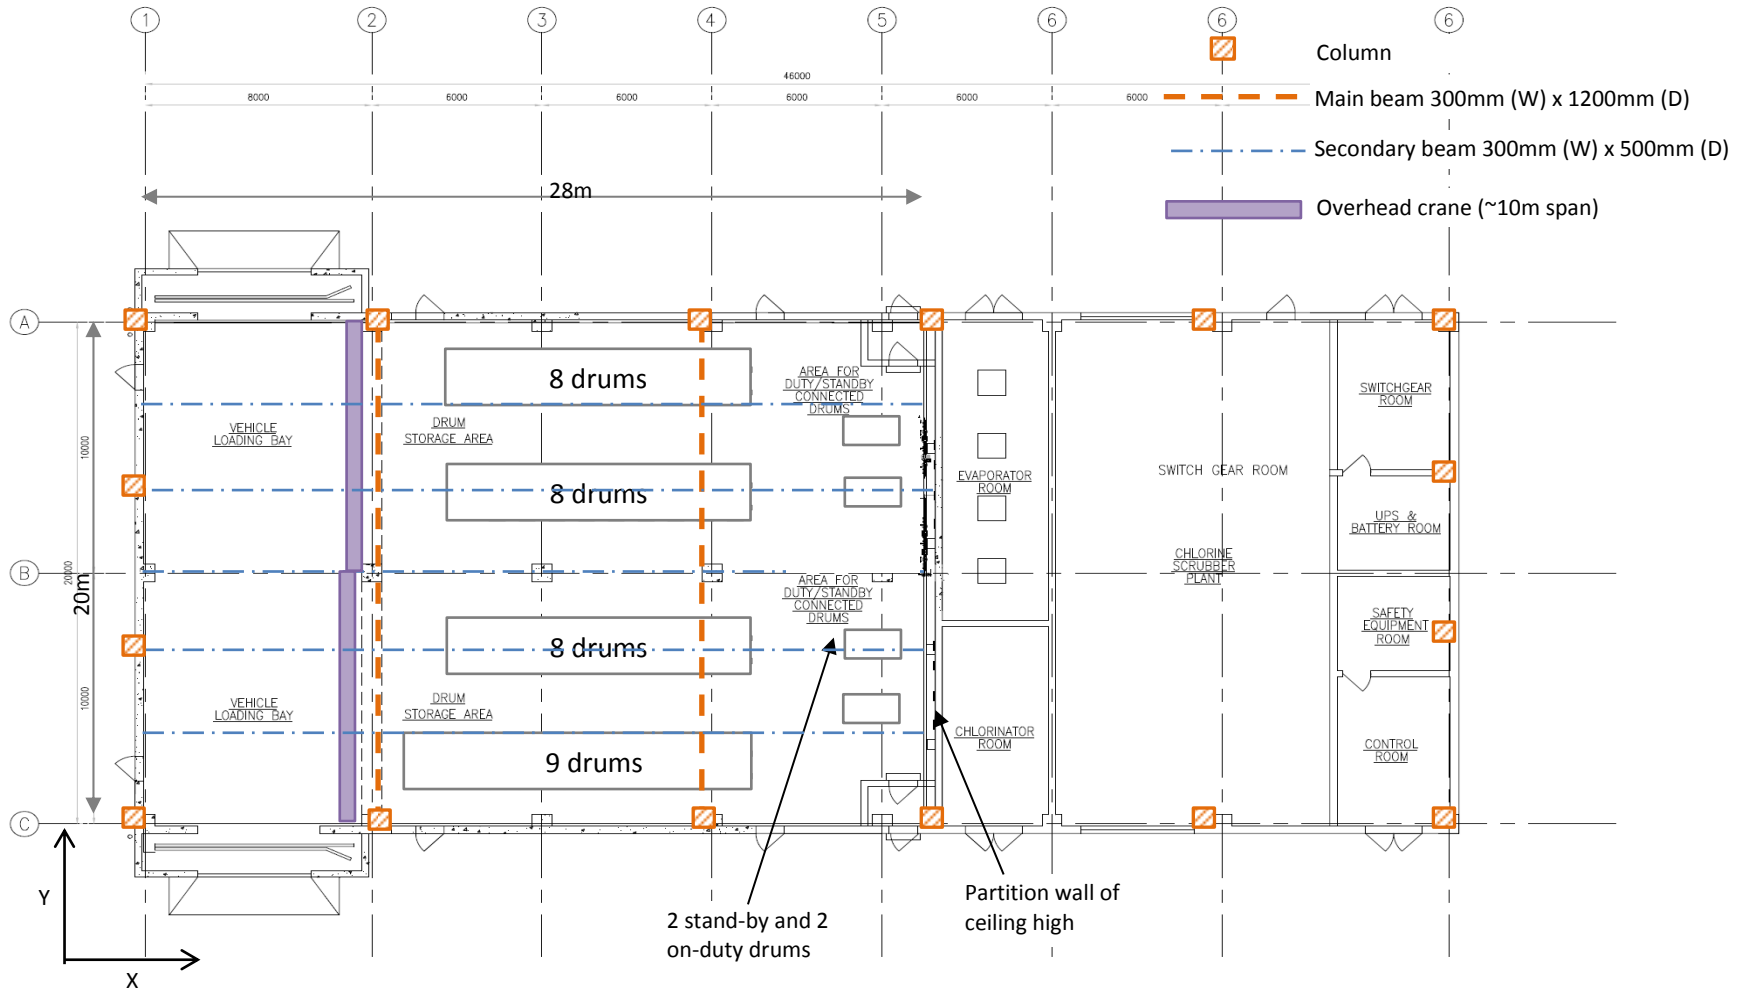 1
2
3
4
5
6
6
6
Column
46000
8000
6000
6000
6000
6000
6000
Main beam 300mm (W) x 1200mm (D)
Secondary beam 300mm (W) x 500mm (D)
28m
Overhead crane (~10m span)
A
8 drums
AREA FOR
DUTY/STANDBY
CONNECTED
DRUMS
SWITCHGEAR
ROOM
VEHICLE
LOADING BAY
DRUM
STORAGE AREA
10000
8 drums
EVAPORATOR
ROOM
SWITCH GEAR ROOM
UPS &
BATTERY ROOM
CHLORINE
SCRUBBER
PLANT
B
20000
20m
AREA FOR
DUTY/STANDBY
CONNECTED
DRUMS
SAFETY
EQUIPMENT
ROOM
8 drums
VEHICLE
LOADING BAY
DRUM
STORAGE AREA
10000
CHLORINATOR
ROOM
CONTROL
ROOM
9 drums
C
Y
X
2 stand-by and 2
on-duty drums
Partition wall of
ceiling high